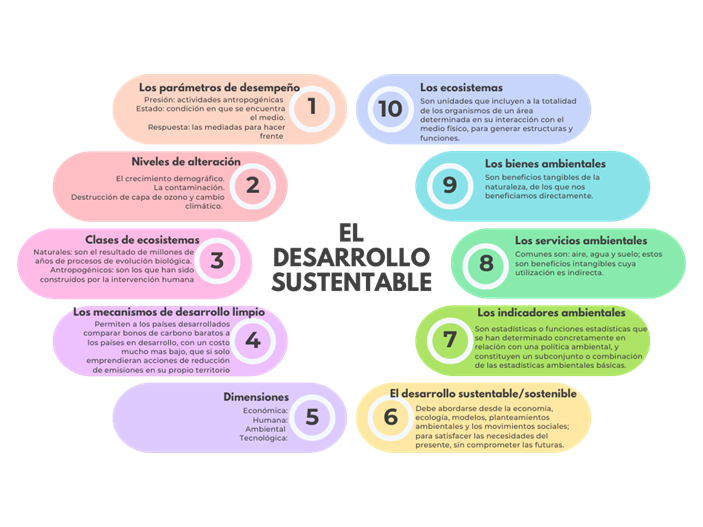 EL
DESARROLLO
SUSTENTABLE
Los parámetros de desempeño
Presión: actividades antropogénicas
Estado: condición en que se encuentra
el medio.
Respuesta: las mediadas para hacer
frente
1
Niveles de alteración
El crecimiento demográfico.
La contaminación.
Destrucción de capa de ozono y cambio
climático.
2
Clases de ecosistemas
Naturales: son el resultado de millones de
años de procesos de evolución biológica.
Antropogénicos: son los que han sido
construidos por la intervención humana
3
Los mecanismos de desarrollo limpio
Permiten a los países desarrollados
comparar bonos de carbono baratos a
los países en desarrollo, con un costo
mucho mas bajo, que si solo
emprendieran acciones de reducción
de emisiones en su propio territorio
4
Dimensiones
Económica:
Humana:
Ambiental
Tecnológica:
5
El desarrollo sustentable/sostenible
Debe abordarse desde la economía,
ecología, modelos, planteamientos
ambientales y los movimientos sociales;
para satisfacer las necesidades del
presente, sin comprometer las futuras.
6
Los indicadores ambientales
Son estadísticas o funciones estadísticas que
se han determinado concretamente en
relación con una política ambiental, y
constituyen un subconjunto o combinación
de las estadísticas ambientales básicas.
7
Los servicios ambientales
Comunes son: aire, agua y suelo; estos
son beneficios intangibles cuya
utilización es indirecta.
8
Los bienes ambientales
Son beneficios tangibles de la
naturaleza, de los que nos
beneficiamos directamente.
9
Los ecosistemas
Son unidades que incluyen a la totalidad
de los organismos de un área
determinada en su interacción con el
medio físico, para generar estructuras y
funciones.
10